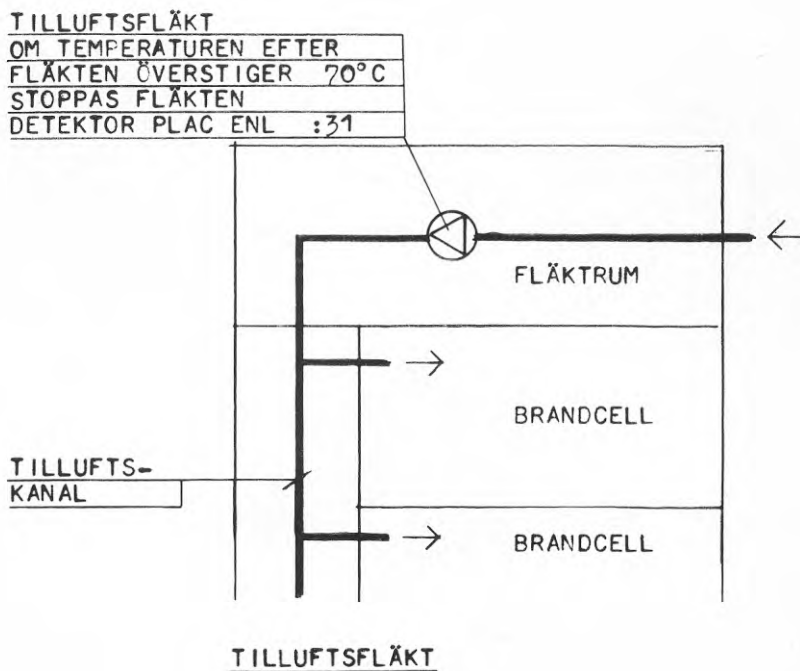 TILLUFTSFLÄKT
OM TEMPERATUREN EFTER
FLÄKTEN ÖVERSTIGER 70°C
STOPPAS FLÄKTEN
DETEKTOR PLAC ENL :31
FLÄKTRUM
BRANDCELL
TILLUFTS-
KANAL
BRANDCELL
TILLUFTSFLÄKT